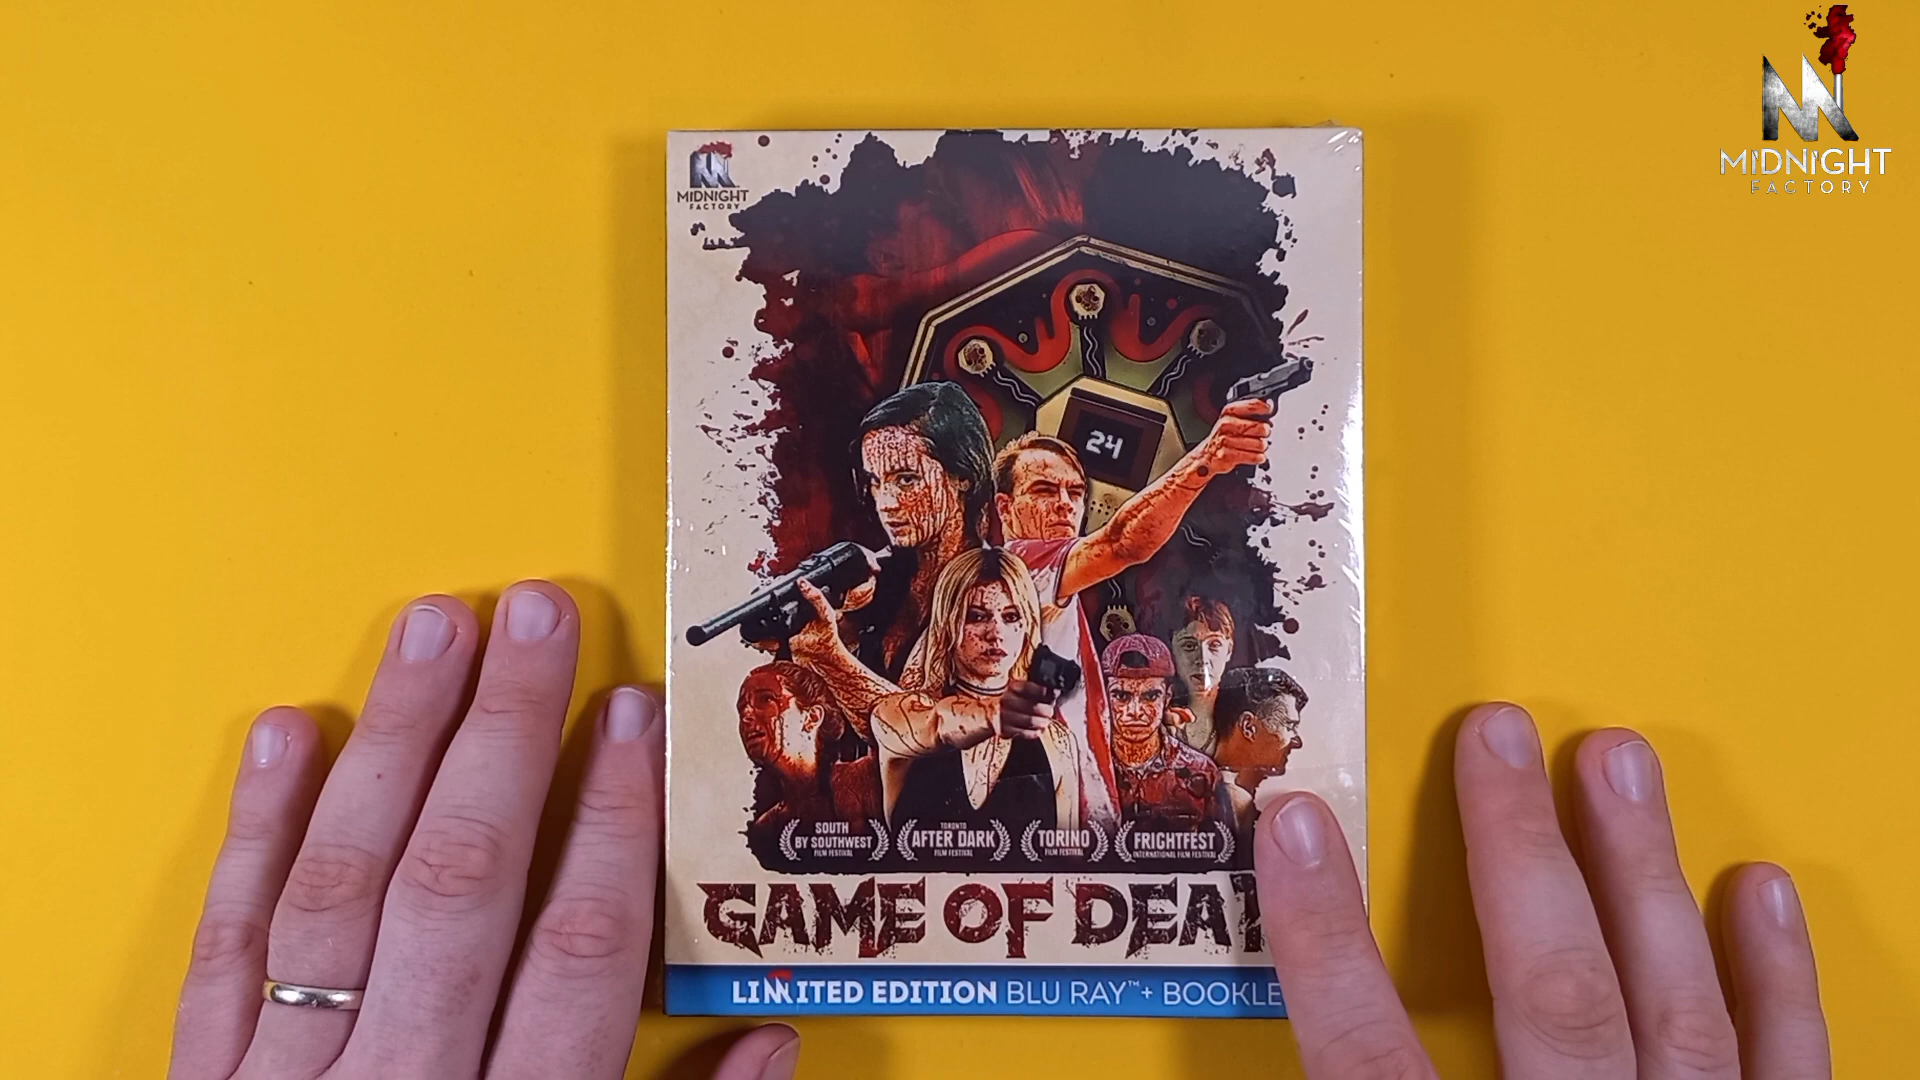 MIDNIGHT
FACTORY
MIDNIGHT
FACTORY
24
SOUTH
BY SOUTHWEST
FILM FESTIVAL
TORONTO
AFTER DARK
FILM FESTIVAL
TORINO
FILM FESTIVAL
FRIGHTFEST
INTERNATIONAL FILM FESTIVAL
GAME OF DEAT
LIMITED EDITION BLU RAY™ + BOOKLE